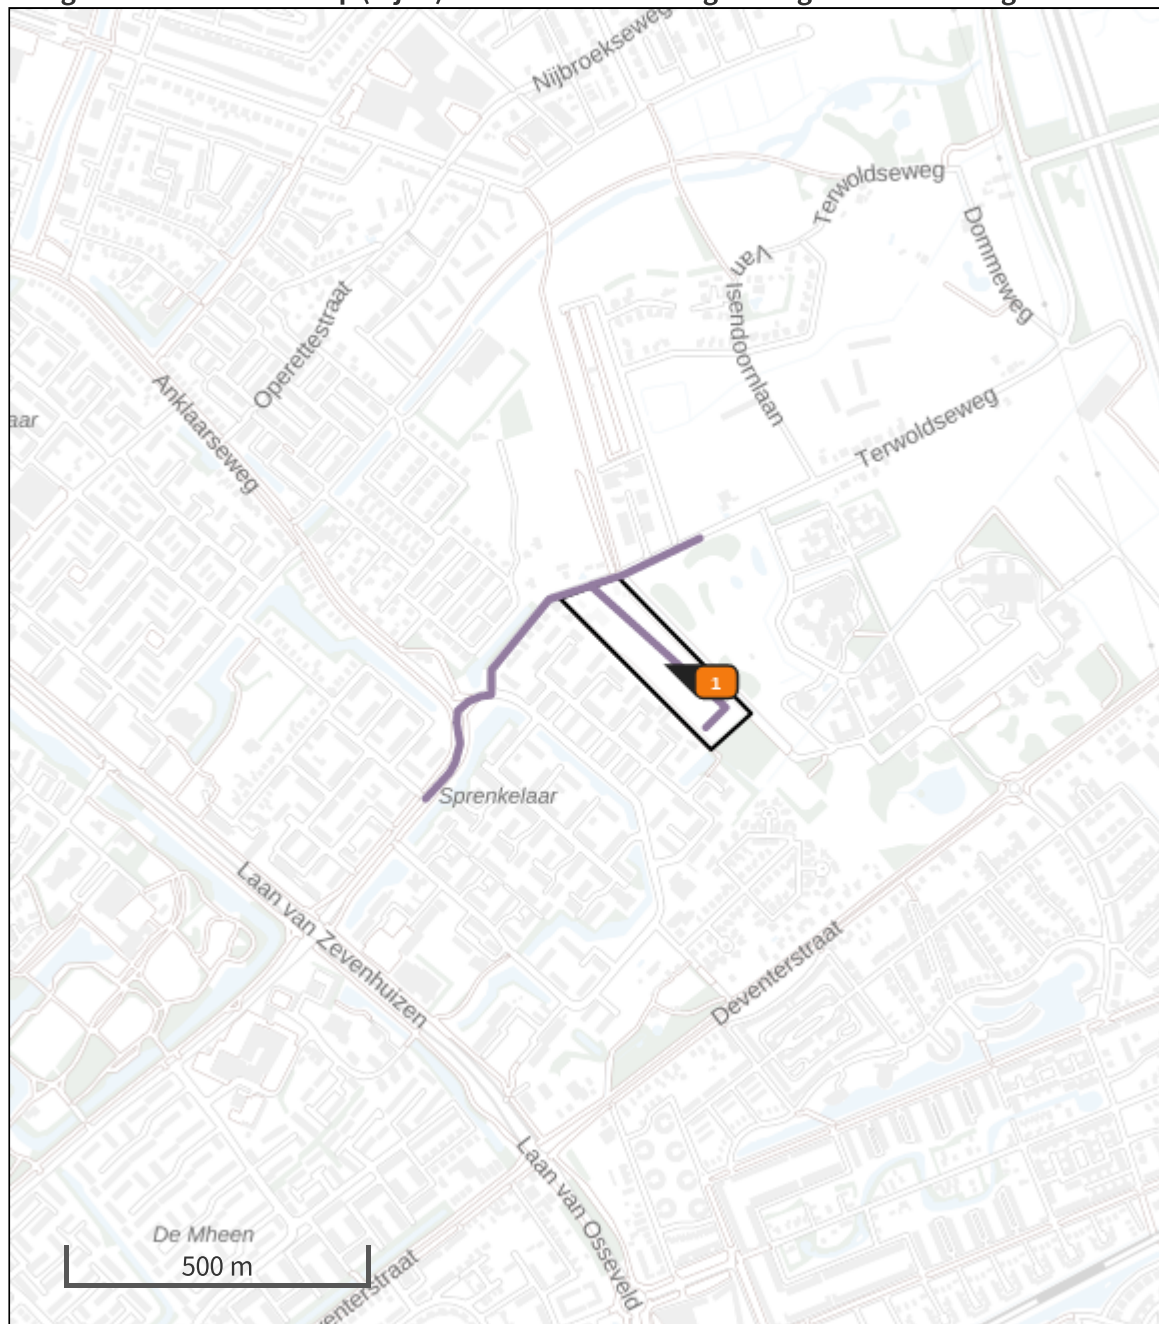 Nijbroekseweg
Terwoldseweg
Dommeweg
Van
Isendoornlaan
Operettestraat
Anklaarseweg
aar
Terwoldseweg
1
Sprenkelaar
Laan van Zevenhuizen
Deventerstraat
Laan van Osseveld
De Mheen
500 m
venterstraat